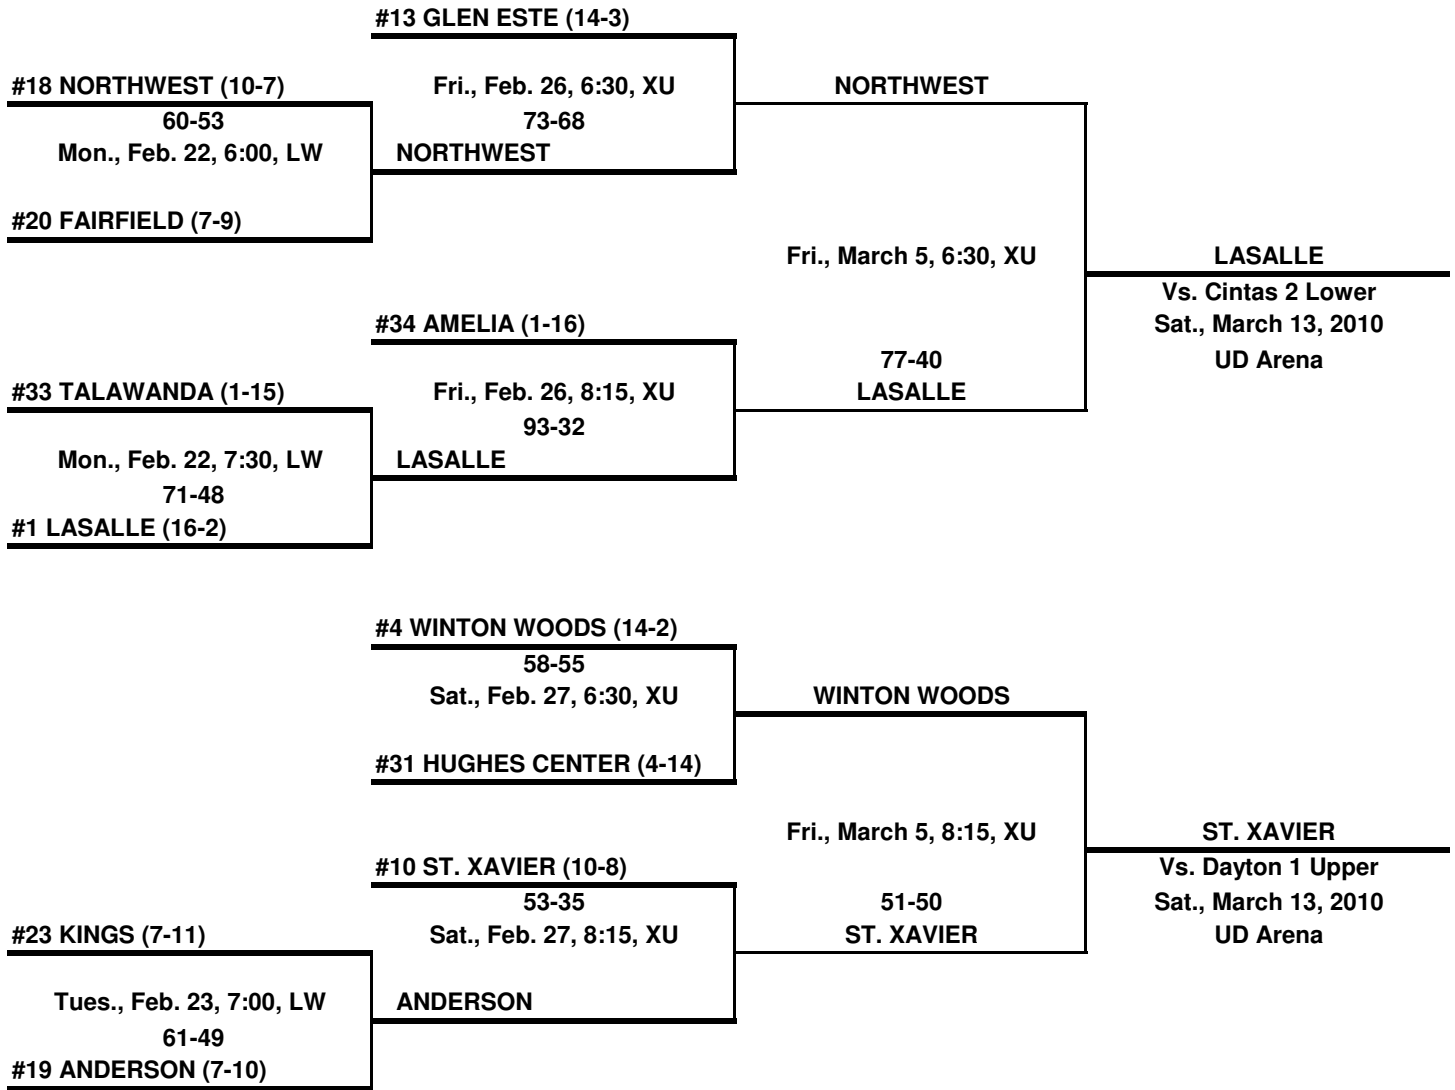 #13 GLEN ESTE (14-3)
#18 NORTHWEST (10-7)
Fri., Feb. 26, 6:30, XU
NORTHWEST
60-53
73-68
Mon., Feb. 22, 6:00, LW
NORTHWEST
#20 FAIRFIELD (7-9)
Fri., March 5, 6:30, XU
LASALLE
Vs. Cintas 2 Lower
#34 AMELIA (1-16)
Sat., March 13, 2010
77-40
UD Arena
#33 TALAWANDA (1-15)
Fri., Feb. 26, 8:15, XU
LASALLE
93-32
Mon., Feb. 22, 7:30, LW
LASALLE
71-48
#1 LASALLE (16-2)
#4 WINTON WOODS (14-2)
58-55
Sat., Feb. 27, 6:30, XU
WINTON WOODS
#31 HUGHES CENTER (4-14)
Fri., March 5, 8:15, XU
ST. XAVIER
#10 ST. XAVIER (10-8)
Vs. Dayton 1 Upper
53-35
51-50
Sat., March 13, 2010
#23 KINGS (7-11)
Sat., Feb. 27, 8:15, XU
ST. XAVIER
UD Arena
Tues., Feb. 23, 7:00, LW
ANDERSON
61-49
#19 ANDERSON (7-10)